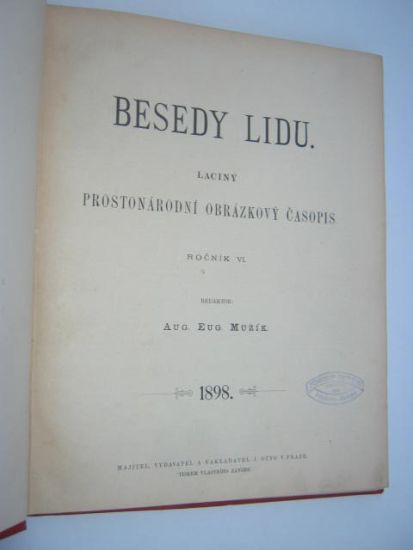 BESEDY LIDU.
LACINÝ
PROSTONÁRODNÍ OBRÁZKOVÝ ČASOPIS
ROČNÍK VI.
REDAKTOR:
AUG. EUG. MUŽÍK.
1898.
MAJITEL, VYDAVATEL A NAKLADATEL J. OTTO V PRAZE.
TISKEM VLASTNÍHO ZÁVODU.